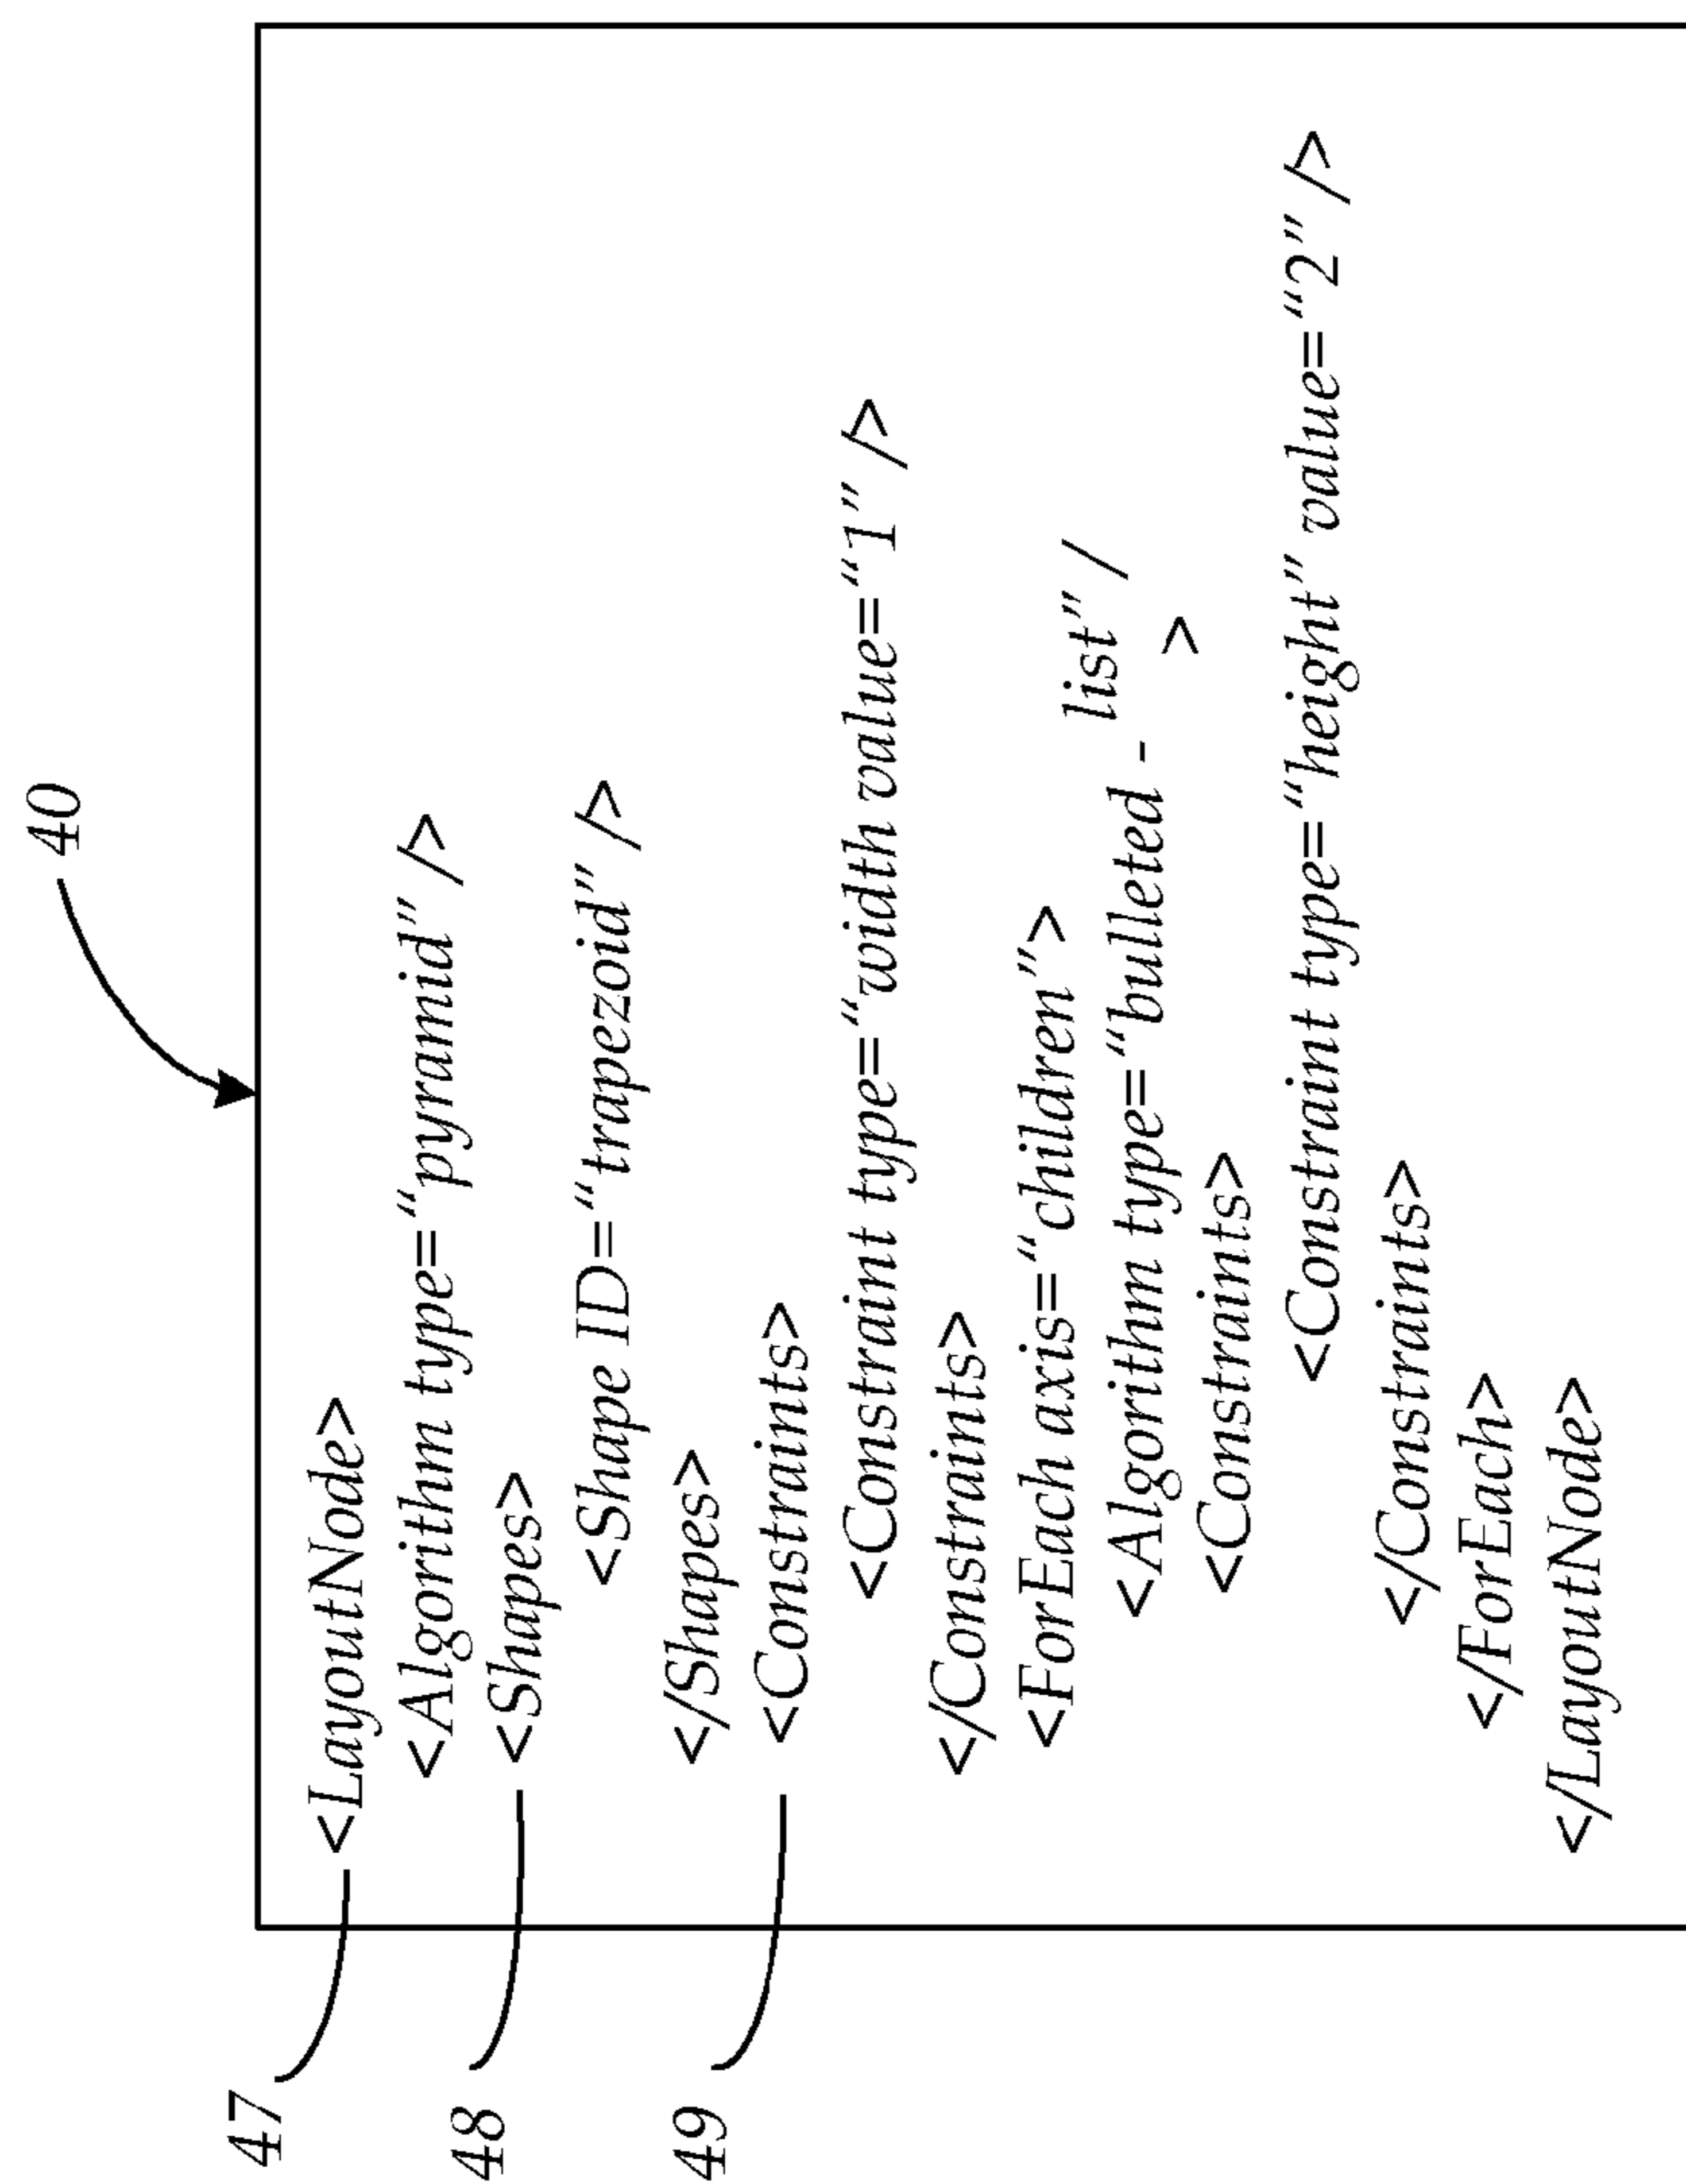 40
47
<LayoutNode>
<Algorithm type=“pyramid” />
48
<Shapes>
<Shape ID=“trapezoid” />
</Shapes>
49
<Constraints>
<Constraint type=“width value=“1” />
</Constraints>
<ForEach axis=“children”>
<Algorithm type=“bulleted - list” /
>
<Constraints>
<Constraint type=“height” value=“2” />
</Constraints>
</ForEach>
</LayoutNode>